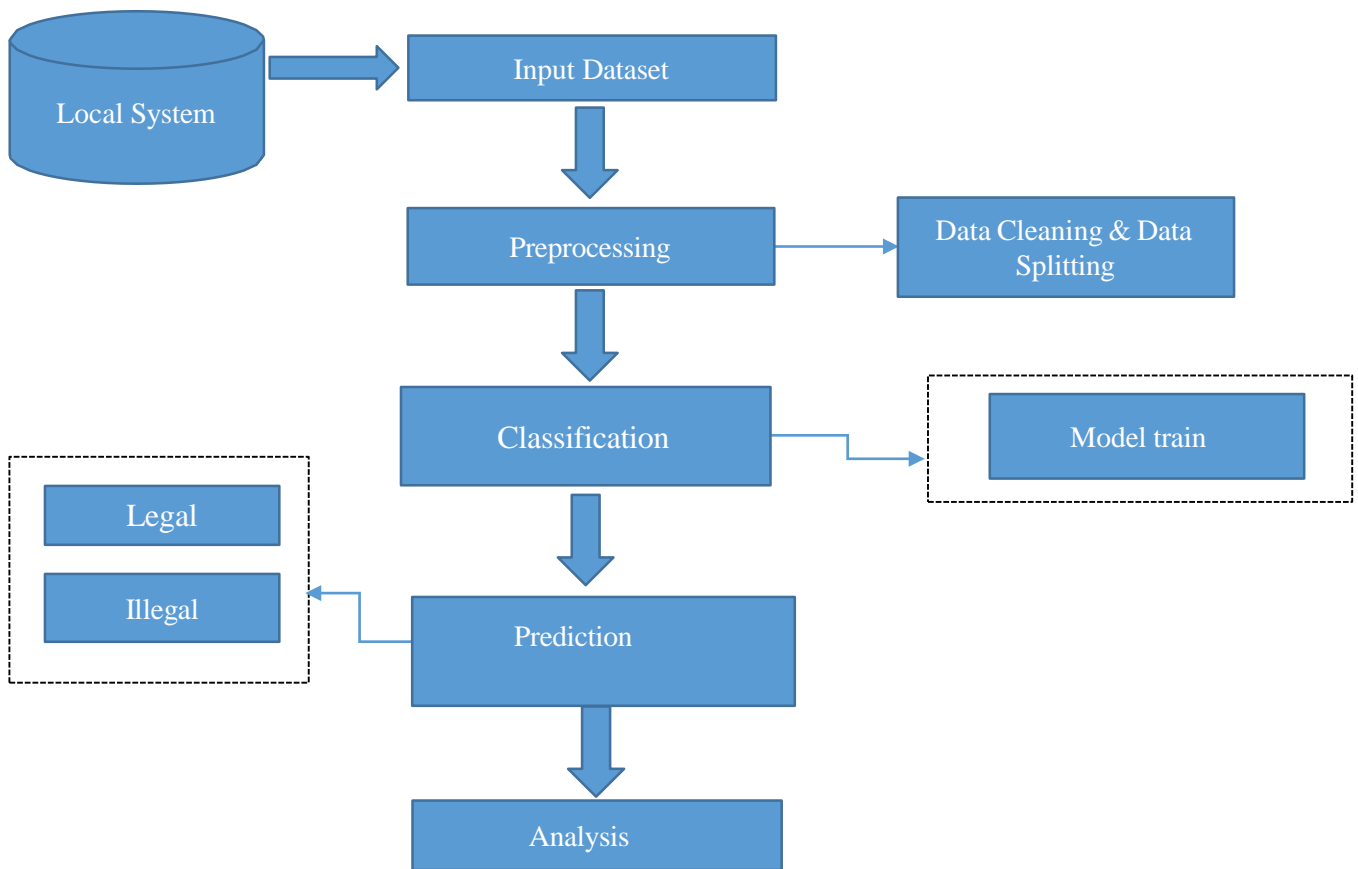 Local System
Input Dataset
Preprocessing
Data Cleaning & Data
Splitting
Classification
Model train
Legal
Illegal
Prediction
Analysis